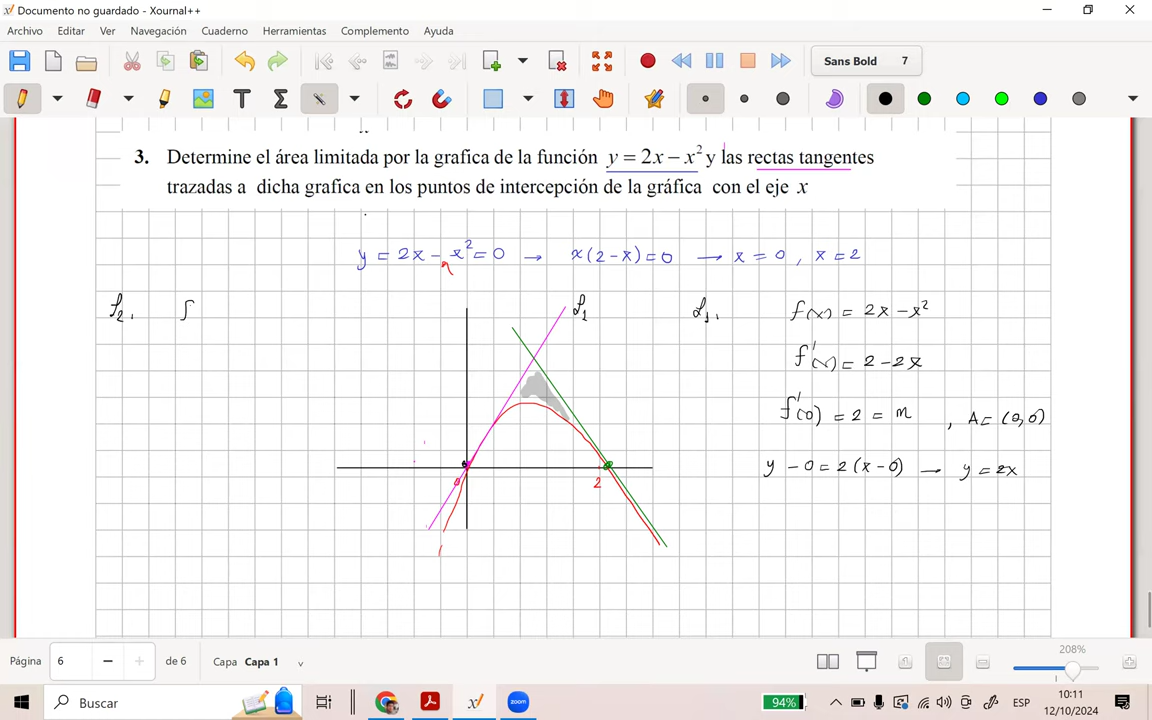 Documento no guardado - Xournal++
Archivo Editar Ver Navegación Cuaderno Herramientas Complemento Ayuda
Sans Bold 7
3. Determine el área limitada por la grafica de la función y = 2x − x² y las rectas tangentes
trazadas a dicha grafica en los puntos de intercepción de la gráfica con el eje x
y = 2x − x² = 0 → x(2 − x) = 0 → x = 0 , x = 2
L₂. f
L₁
L₁. f(x) = 2x − x²
f'(x) = 2 − 2x
f'(0) = 2 = m , A = (0,0)
y − 0 = 2(x − 0) → y = 2x
0
2
Página 6 de 6 Capa Capa 1
208%
Buscar
94%
ESP
10:11
12/10/2024